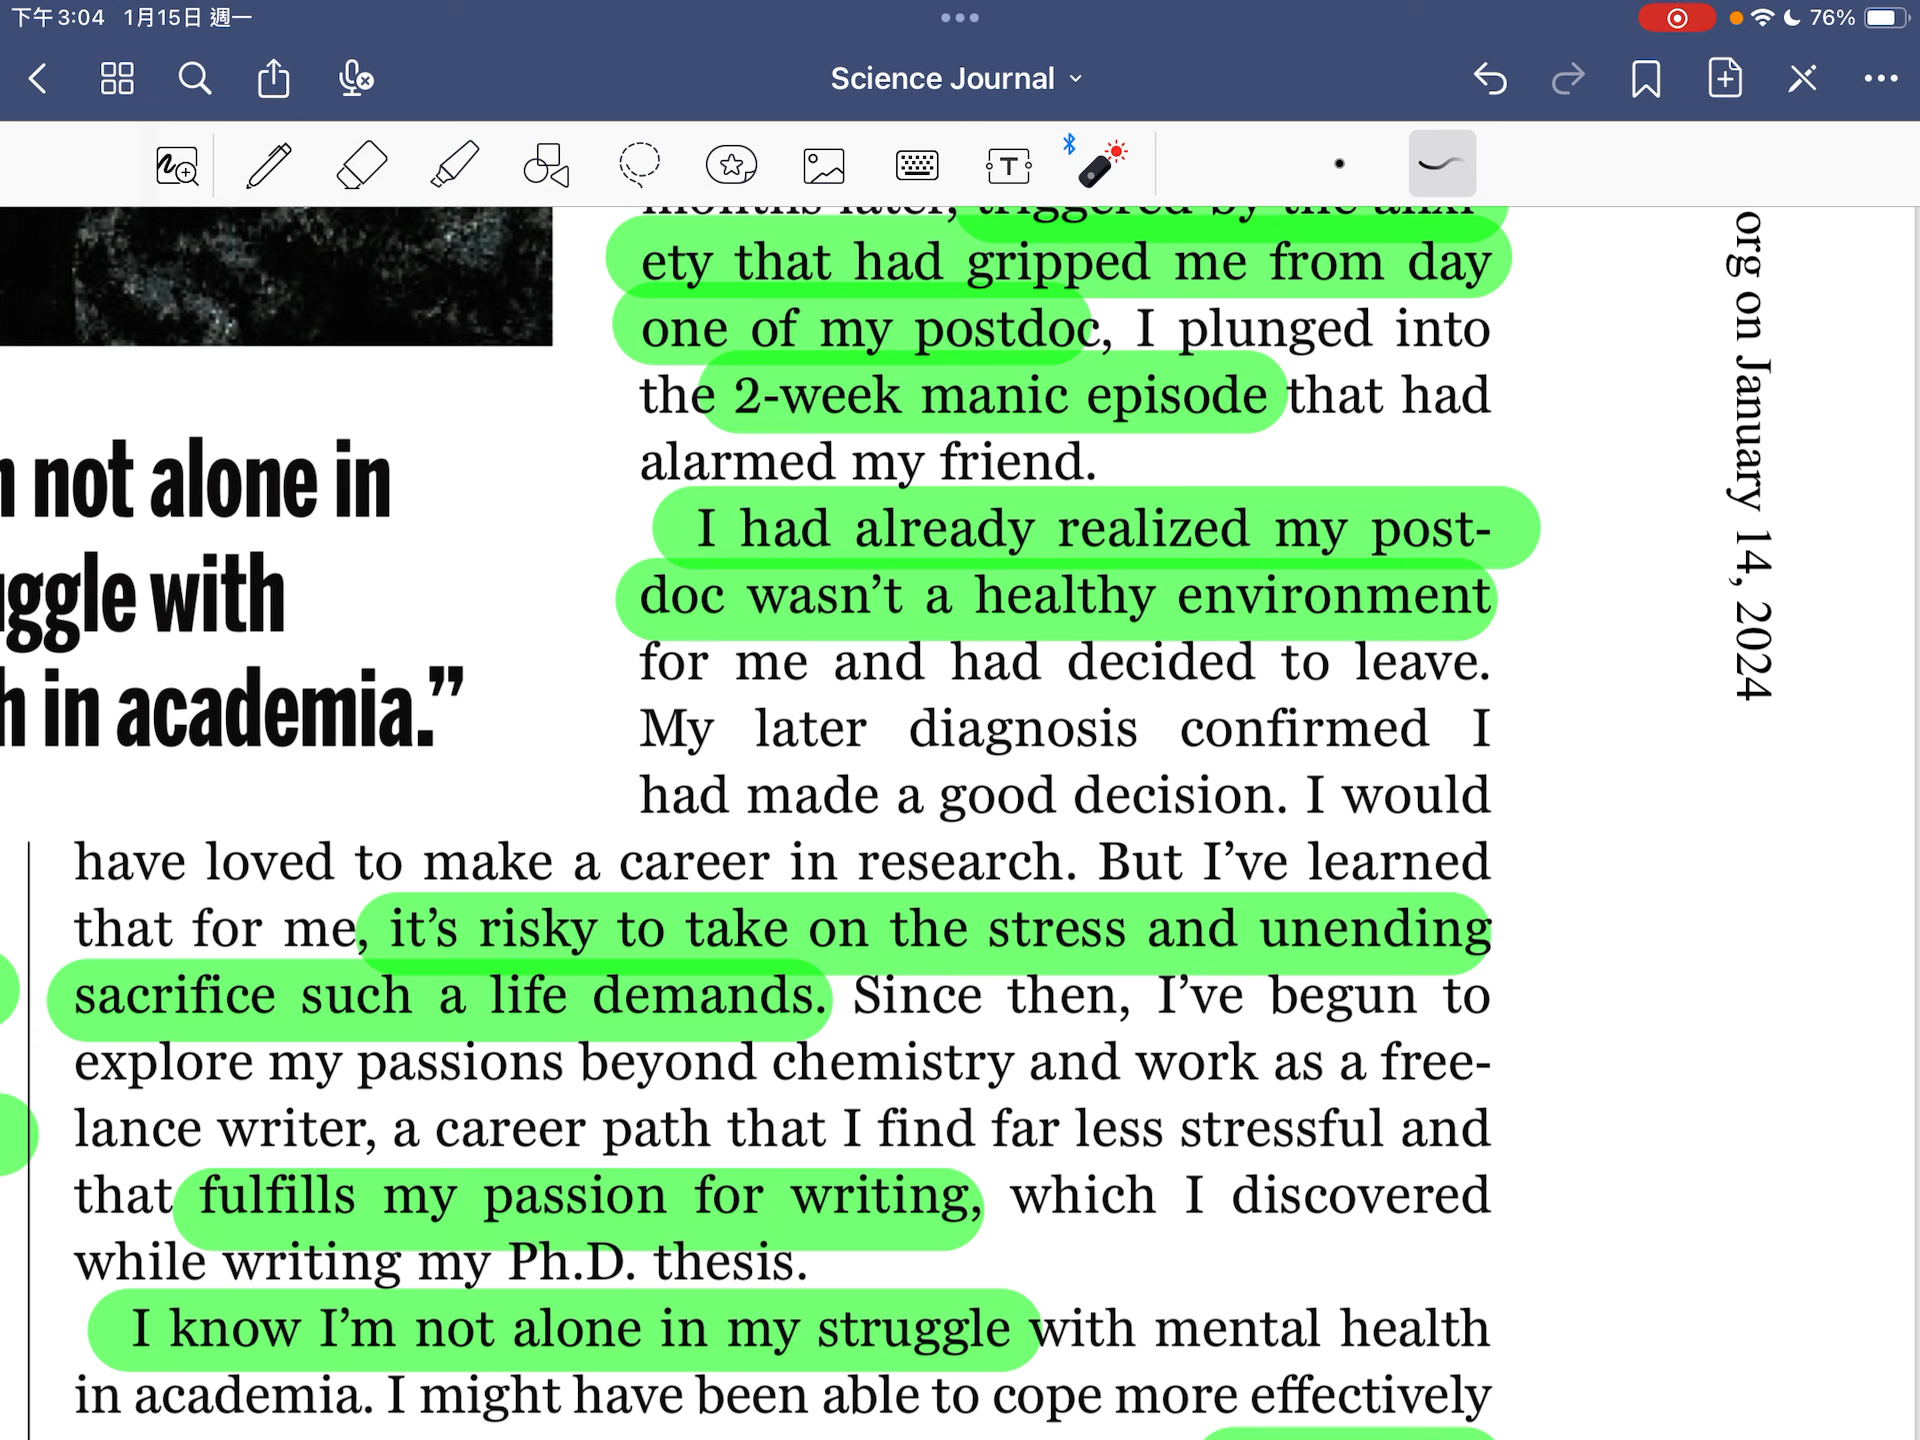 下午3:04 1月15日 週一
76%
Science Journal
T
months later, triggered by the anxi-
ety that had gripped me from day
one of my postdoc, I plunged into
the 2-week manic episode that had
alarmed my friend.
I had already realized my post-
doc wasn’t a healthy environment
for me and had decided to leave.
My later diagnosis confirmed I
had made a good decision. I would
have loved to make a career in research. But I’ve learned
that for me, it’s risky to take on the stress and unending
sacrifice such a life demands. Since then, I’ve begun to
explore my passions beyond chemistry and work as a free-
lance writer, a career path that I find far less stressful and
that fulfills my passion for writing, which I discovered
while writing my Ph.D. thesis.
I know I’m not alone in my struggle with mental health
in academia. I might have been able to cope more effectively
not alone in
ggle with
h in academia.”
org on January 14, 2024